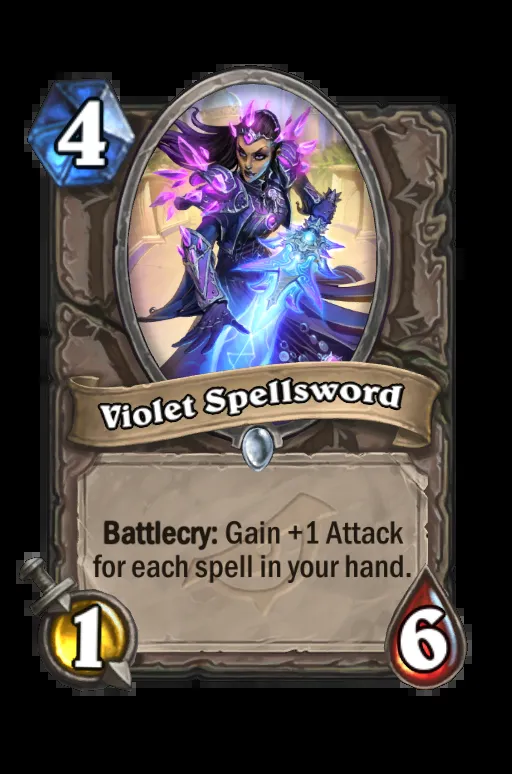 4
Violet Spellsword
Battlecry: Gain +1 Attack
for each spell in your hand.
1
6